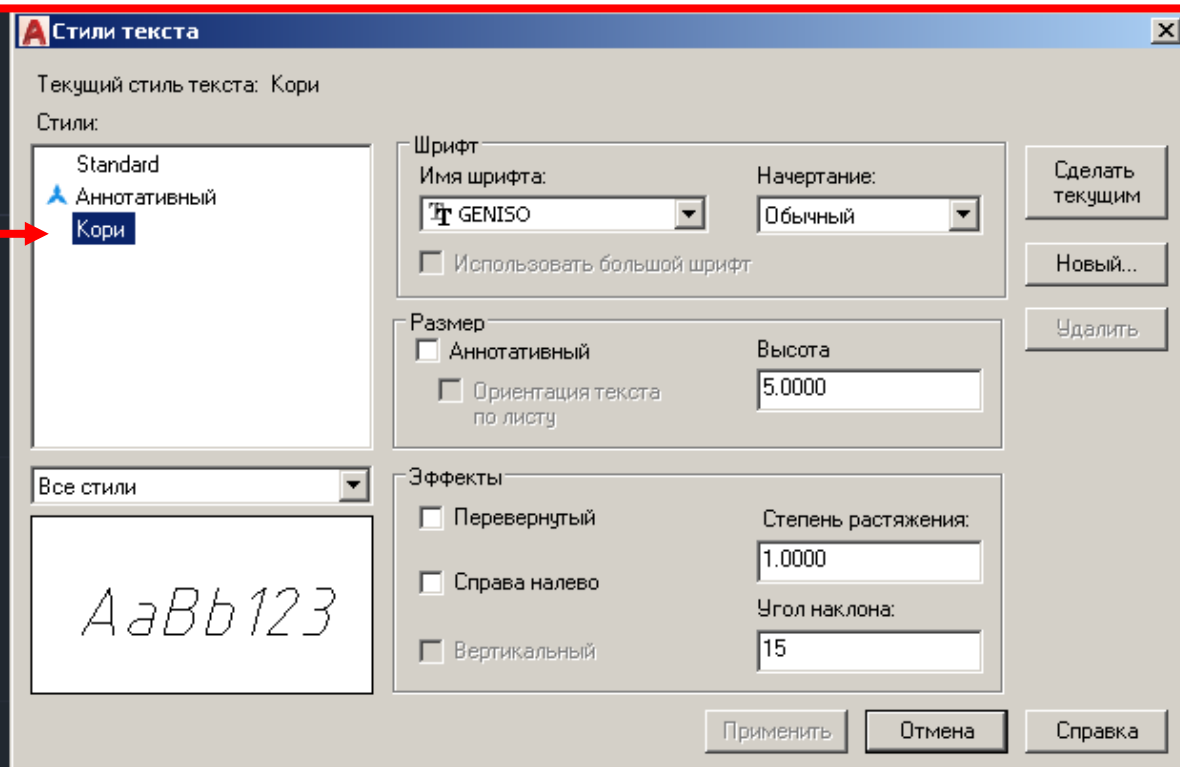 Стили текста
Текущий стиль текста: Кори
Стили:
Standard
Аннотативный
Кори
Все стили
AaBb123
Шрифт
Имя шрифта:
GENISO
Начертание:
Обычный
Использовать большой шрифт
Размер
Аннотативный
Ориентация текста
по листу
Высота
5.0000
Эффекты
Перевернутый
Справа налево
Вертикальный
Степень растяжения:
1.0000
Угол наклона:
15
Сделать
текущим
Новый...
Удалить
Применить
Отмена
Справка